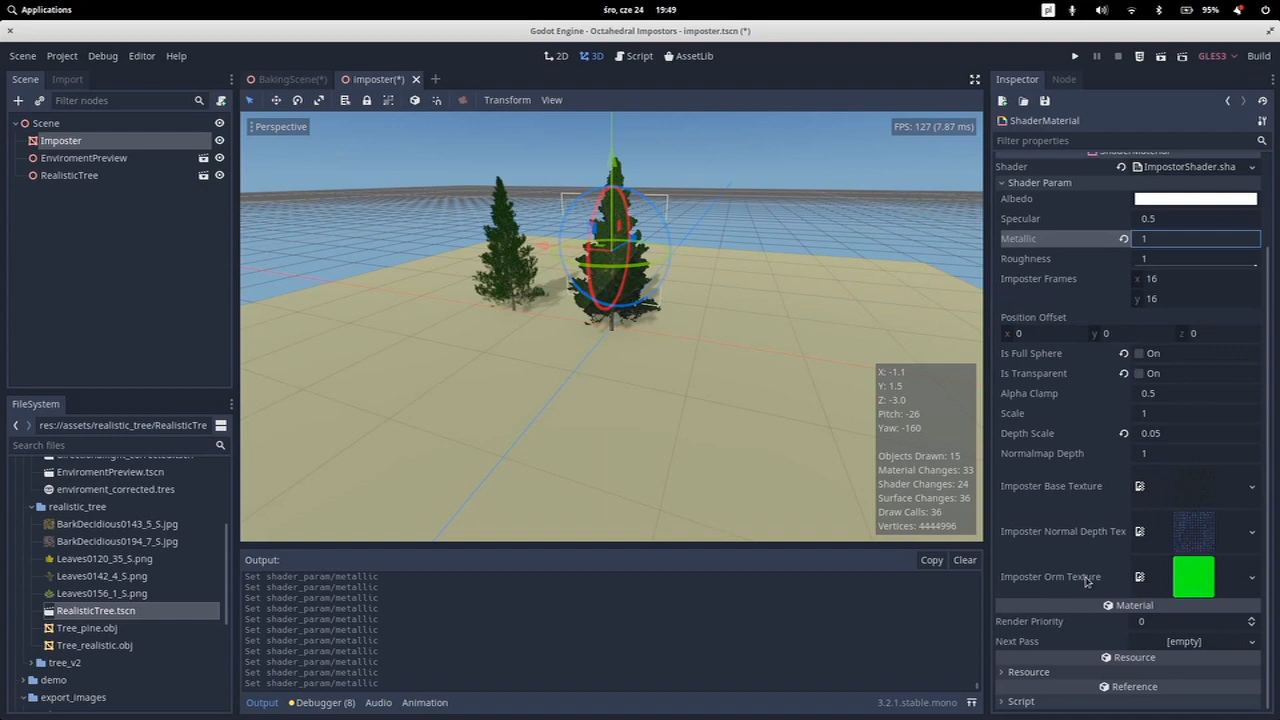 Applications
śro, cze 24 19:49
pl
95%
Godot Engine - Octahedral Impostors - imposter.tscn (*)
Scene Project Debug Editor Help
2D 3D Script AssetLib
GLES3 Build
Scene Import
Filter nodes
Scene
Imposter
EnviromentPreview
RealisticTree
FileSystem
res://assets/realistic_tree/RealisticTre
Search files
EnviromentPreview.tscn
enviroment_corrected.tres
realistic_tree
BarkDecidious0143_5_S.jpg
BarkDecidious0194_7_S.jpg
Leaves0120_35_S.png
Leaves0142_4_S.png
Leaves0156_1_S.png
RealisticTree.tscn
Tree_pine.obj
Tree_realistic.obj
tree_v2
demo
export_images
BakingScene(*) imposter(*)
Transform View
Perspective
FPS: 127 (7.87 ms)
X: -1.1
Y: 1.5
Z: -3.0
Pitch: -26
Yaw: -160
Objects Drawn: 15
Material Changes: 33
Shader Changes: 24
Surface Changes: 36
Draw Calls: 36
Vertices: 4444996
Output:
Copy Clear
Set shader_param/metallic
Set shader_param/metallic
Set shader_param/metallic
Set shader_param/metallic
Set shader_param/metallic
Set shader_param/metallic
Set shader_param/metallic
Set shader_param/metallic
Set shader_param/metallic
Set shader_param/metallic
Set shader_param/metallic
Output Debugger (8) Audio Animation
3.2.1.stable.mono
Inspector Node
ShaderMaterial
Filter properties
Shader ImpostorShader.sha
Shader Param
Albedo
Specular 0.5
Metallic 1
Roughness 1
Imposter Frames x 16
y 16
Position Offset
x 0 y 0 z 0
Is Full Sphere On
Is Transparent On
Alpha Clamp 0.5
Scale 1
Depth Scale 0.05
Normalmap Depth 1
Imposter Base Texture
Imposter Normal Depth Tex
Imposter Orm Texture
Material
Render Priority 0
Next Pass [empty]
Resource
Resource
Reference
Script